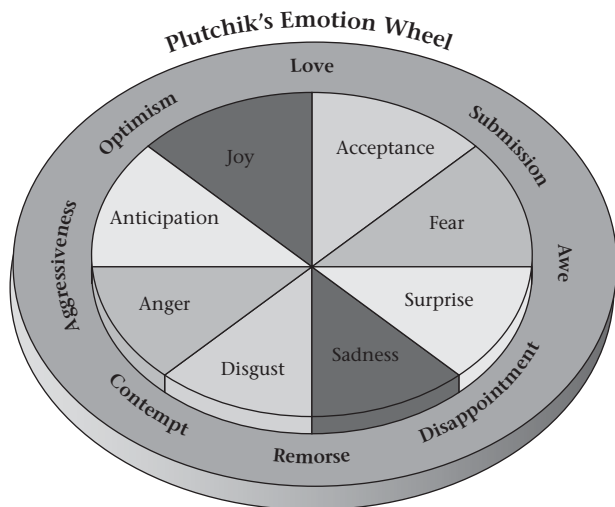 Plutchik's Emotion Wheel
Love
Optimism
Submission
Joy
Acceptance
Anticipation
Fear
Aggressiveness
Awe
Anger
Surprise
Disgust
Sadness
Contempt
Disappointment
Remorse